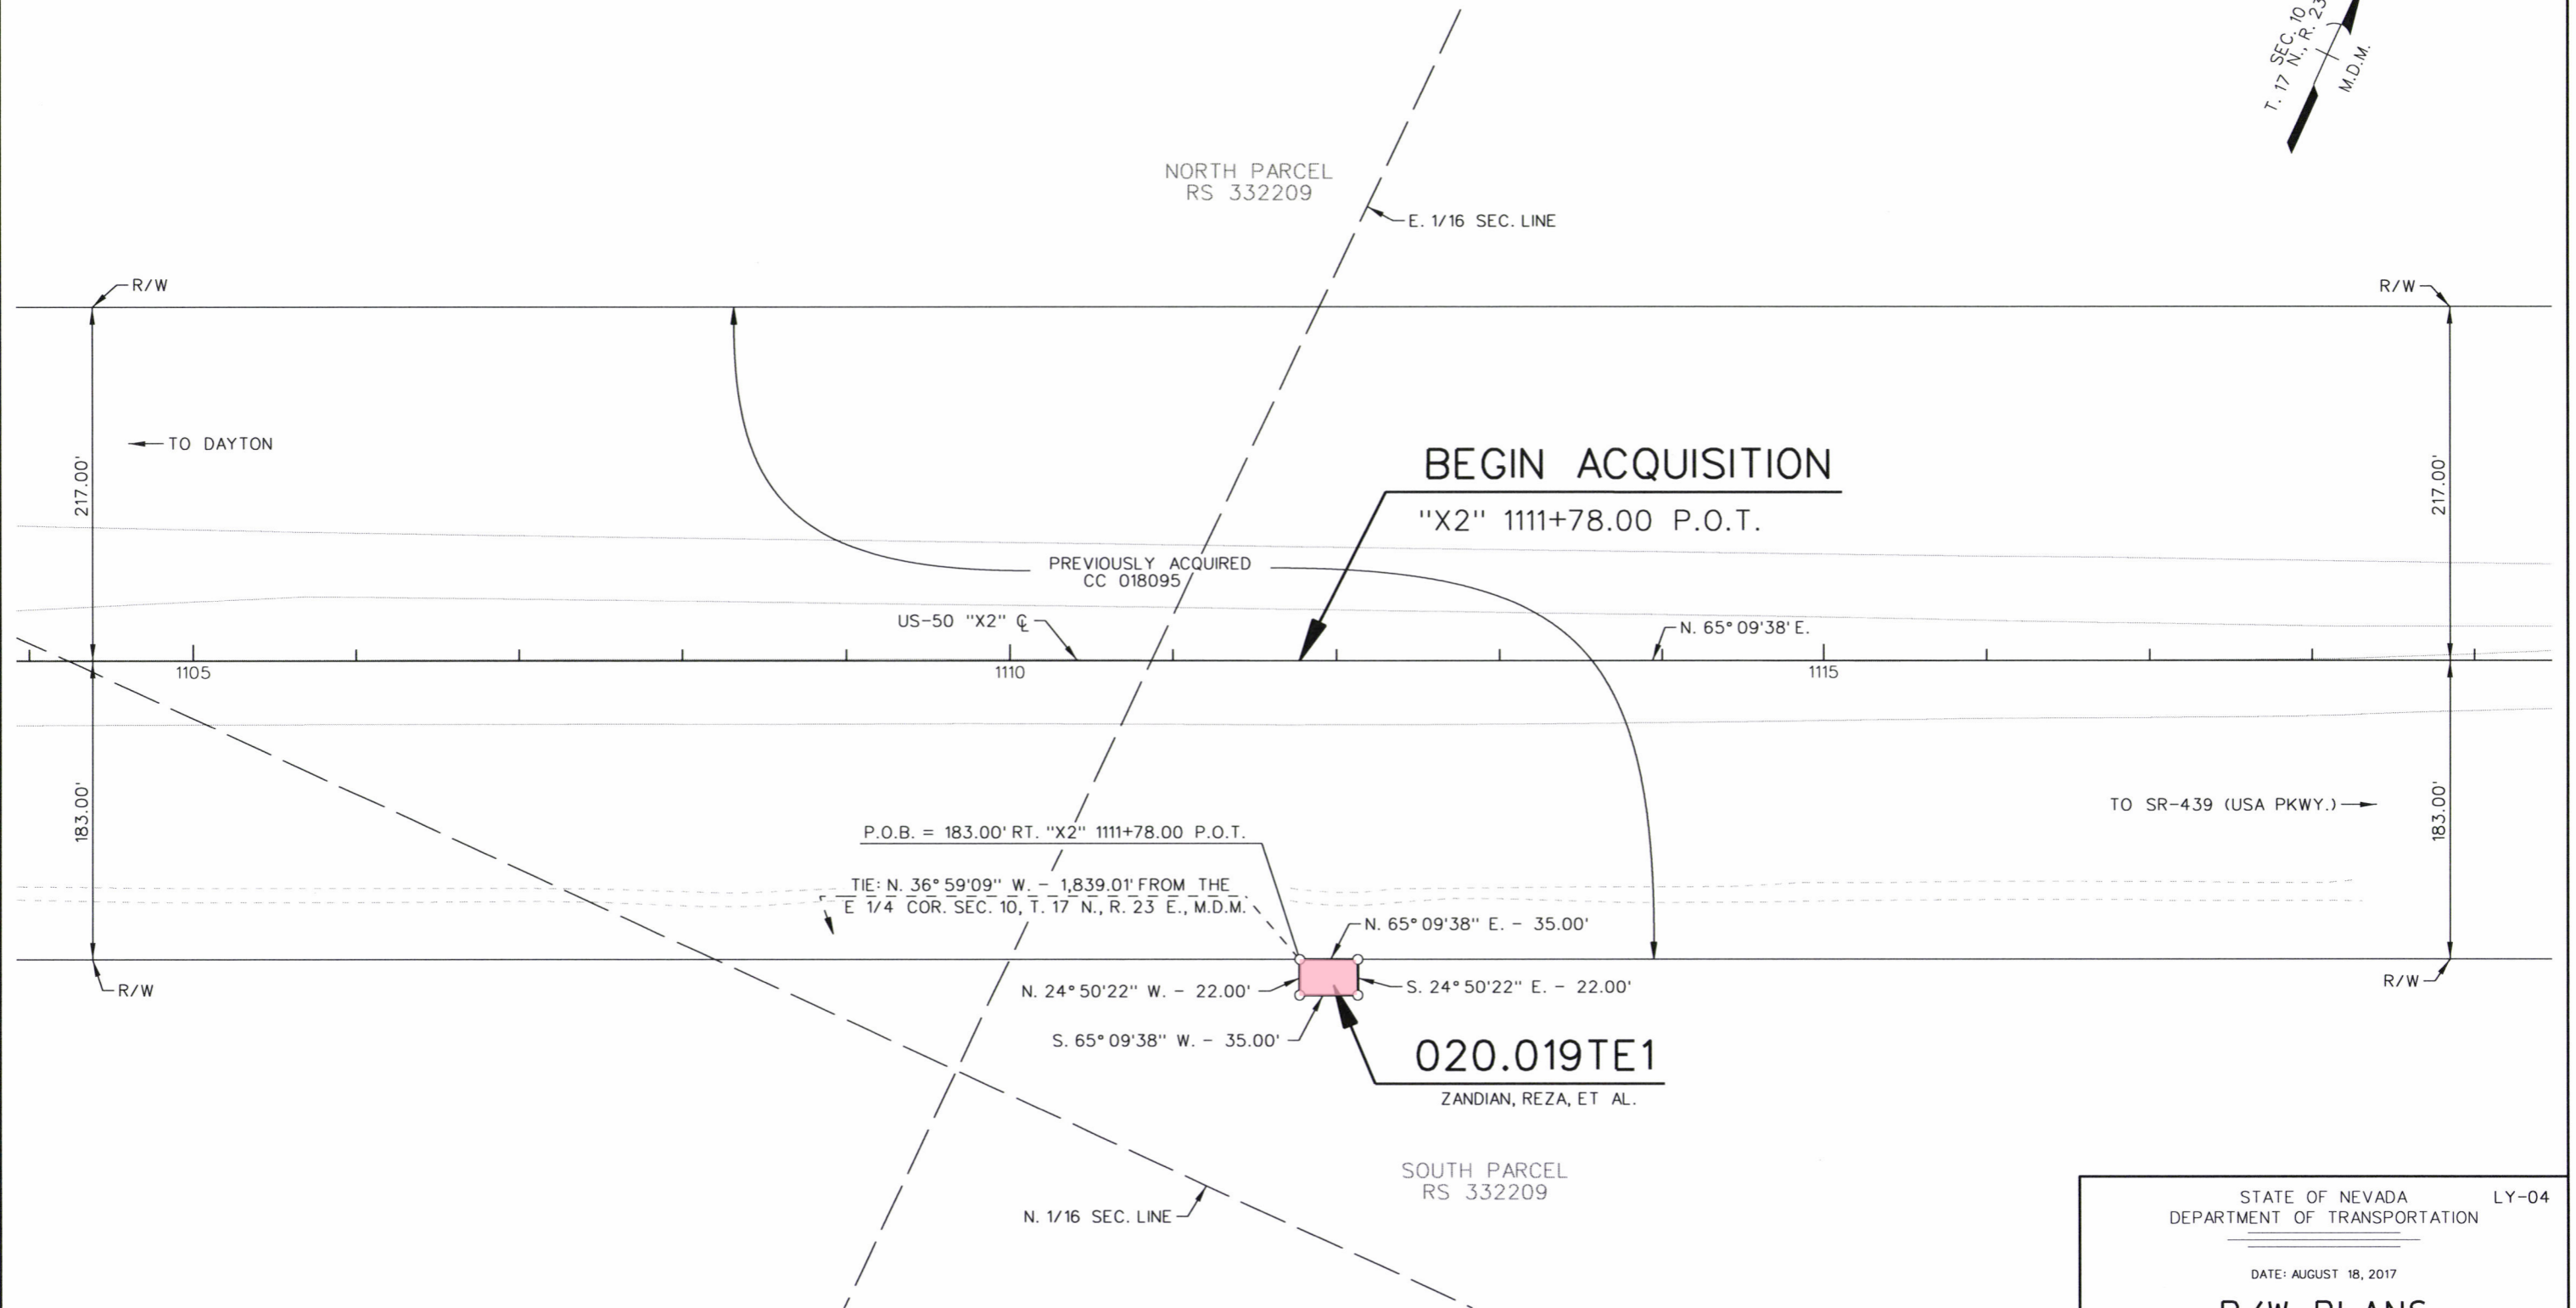 SEC. 10
T. 17 N., R. 23
M.D.M.
NORTH PARCEL
RS 332209
E. 1/16 SEC. LINE
R/W
R/W
TO DAYTON
217.00'
217.00'
BEGIN ACQUISITION
"X2" 1111+78.00 P.O.T.
PREVIOUSLY ACQUIRED
CC 018095
US-50 "X2" ℄
N. 65° 09'38' E.
1105
1110
1115
183.00'
183.00'
TO SR-439 (USA PKWY.)
P.O.B. = 183.00' RT. "X2" 1111+78.00 P.O.T.
TIE: N. 36° 59'09" W. - 1,839.01' FROM THE
E 1/4 COR. SEC. 10, T. 17 N., R. 23 E., M.D.M.
N. 65° 09'38" E. - 35.00'
R/W
N. 24° 50'22" W. - 22.00'
S. 24° 50'22" E. - 22.00'
R/W
S. 65° 09'38" W. - 35.00'
020.019TE1
ZANDIAN, REZA, ET AL.
SOUTH PARCEL
RS 332209
N. 1/16 SEC. LINE
STATE OF NEVADA
LY-04
DEPARTMENT OF TRANSPORTATION
DATE: AUGUST 18, 2017
R/W PLANS